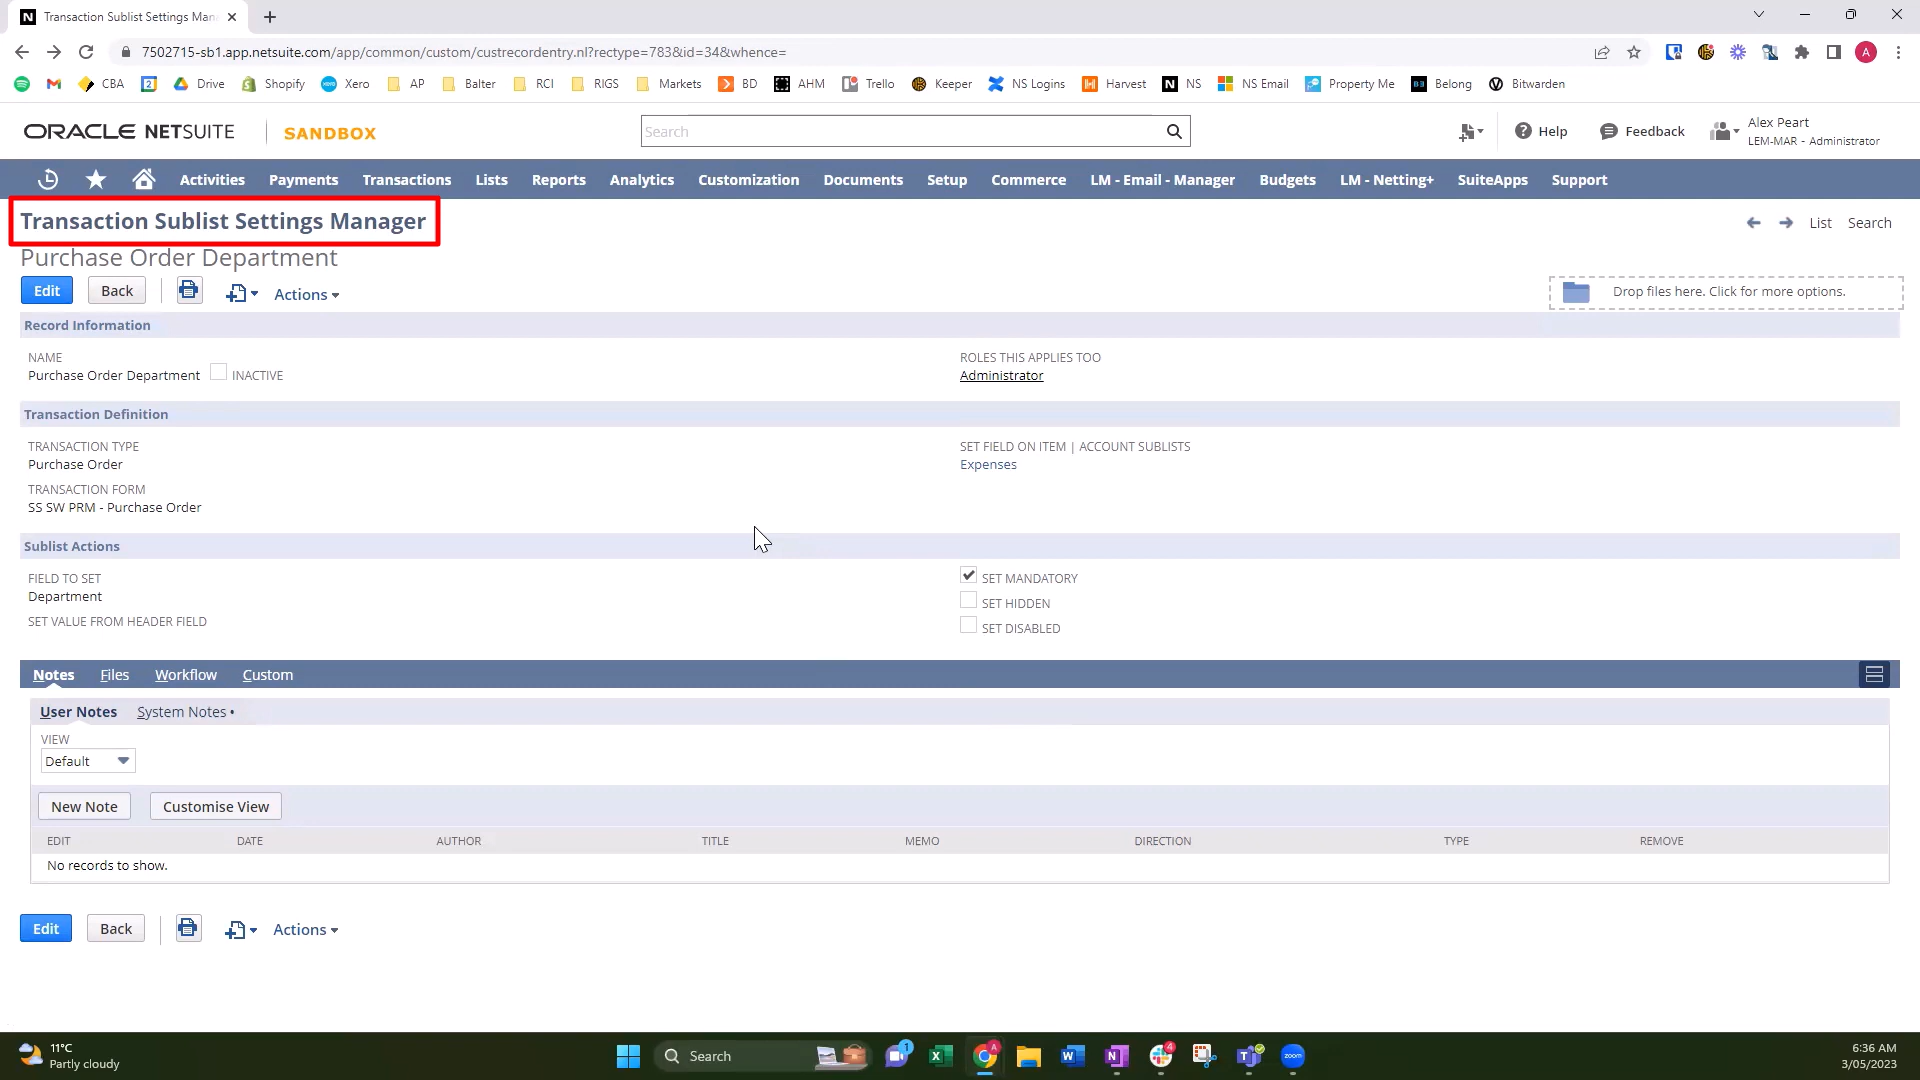 Transaction Sublist Settings Man
7502715-sb1.app.netsuite.com/app/common/custom/custrecordentry.nl?rectype=783&id=34&whence=
A
CBA
2
Drive
Shopify
xero
Xero
AP
Balter
RCI
RIGS
Markets
BD
AHM
Trello
Keeper
NS Logins
Harvest
N NS
NS Email
Property Me
Belong
Bitwarden
ORACLE NETSUITE
SANDBOX
Search
Help
Feedback
Alex Peart
LEM-MAR - Administrator
Activities Payments Transactions Lists Reports Analytics Customization Documents Setup Commerce LM - Email - Manager Budgets LM - Netting+ SuiteApps Support
Transaction Sublist Settings Manager
List Search
Purchase Order Department
Edit Back Actions
Drop files here. Click for more options.
Record Information
NAME
Purchase Order Department
INACTIVE
ROLES THIS APPLIES TOO
Administrator
Transaction Definition
TRANSACTION TYPE
Purchase Order
TRANSACTION FORM
SS SW PRM - Purchase Order
SET FIELD ON ITEM | ACCOUNT SUBLISTS
Expenses
Sublist Actions
FIELD TO SET
Department
SET VALUE FROM HEADER FIELD
SET MANDATORY
SET HIDDEN
SET DISABLED
Notes Files Workflow Custom
User Notes System Notes •
VIEW
Default
New Note Customise View
EDIT DATE AUTHOR TITLE MEMO DIRECTION TYPE REMOVE
No records to show.
Edit Back Actions
11°C
Partly cloudy
Search
1
A
4
zoom
6:36 AM
3/05/2023